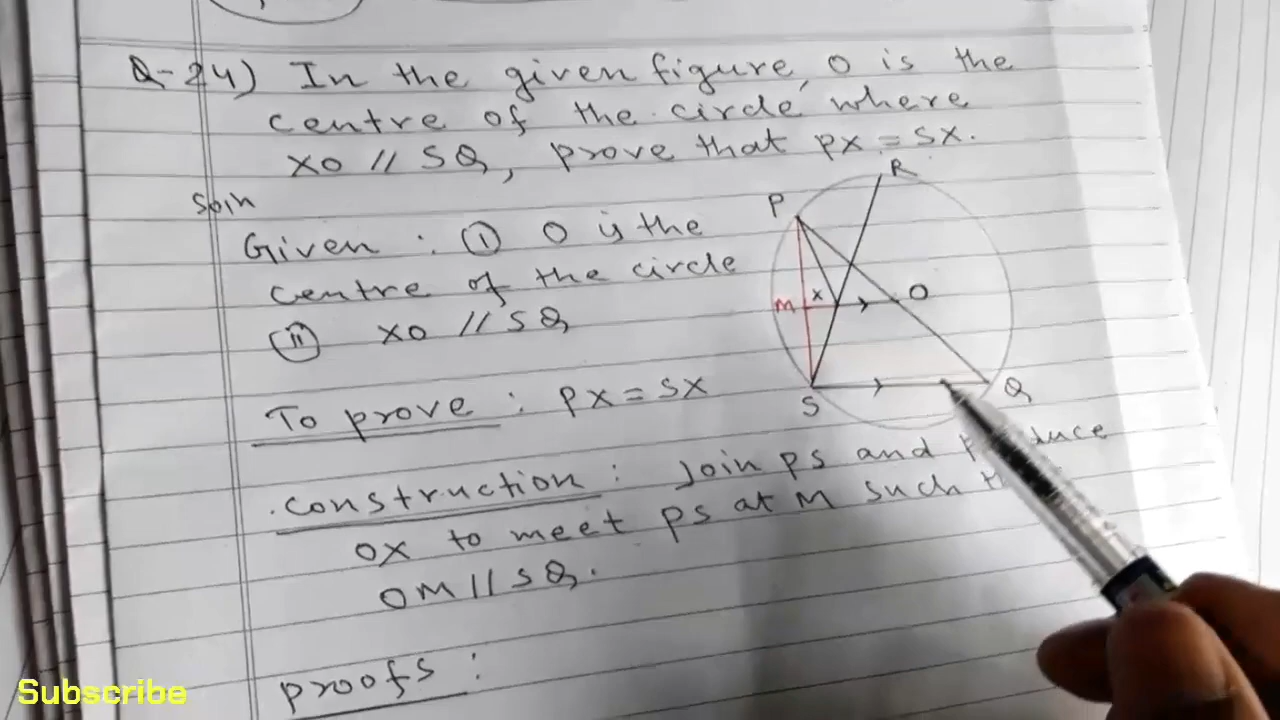 Q-24) In the given figure, O is the
centre of the circle where
XO // SQ, prove that PX = SX.
Soln
Given : (i) O is the
centre of the circle
(ii) XO // SQ
To prove : PX = SX
construction : Join PS and
OX to meet PS at M such
OM // SQ.
proofs :
P
R
M
X
O
S
Q
Subscribe